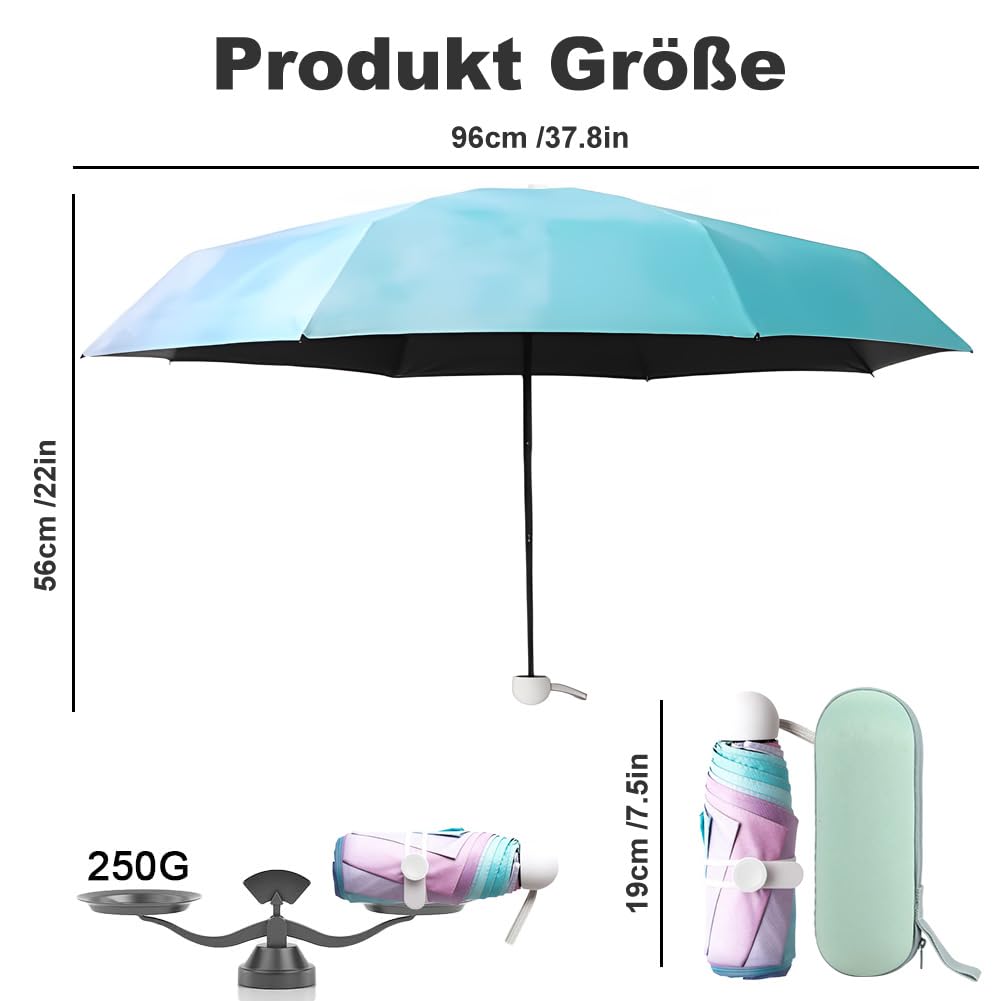 Produkt Größe
96cm /37.8in
56cm /22in
19cm /7.5in
250G